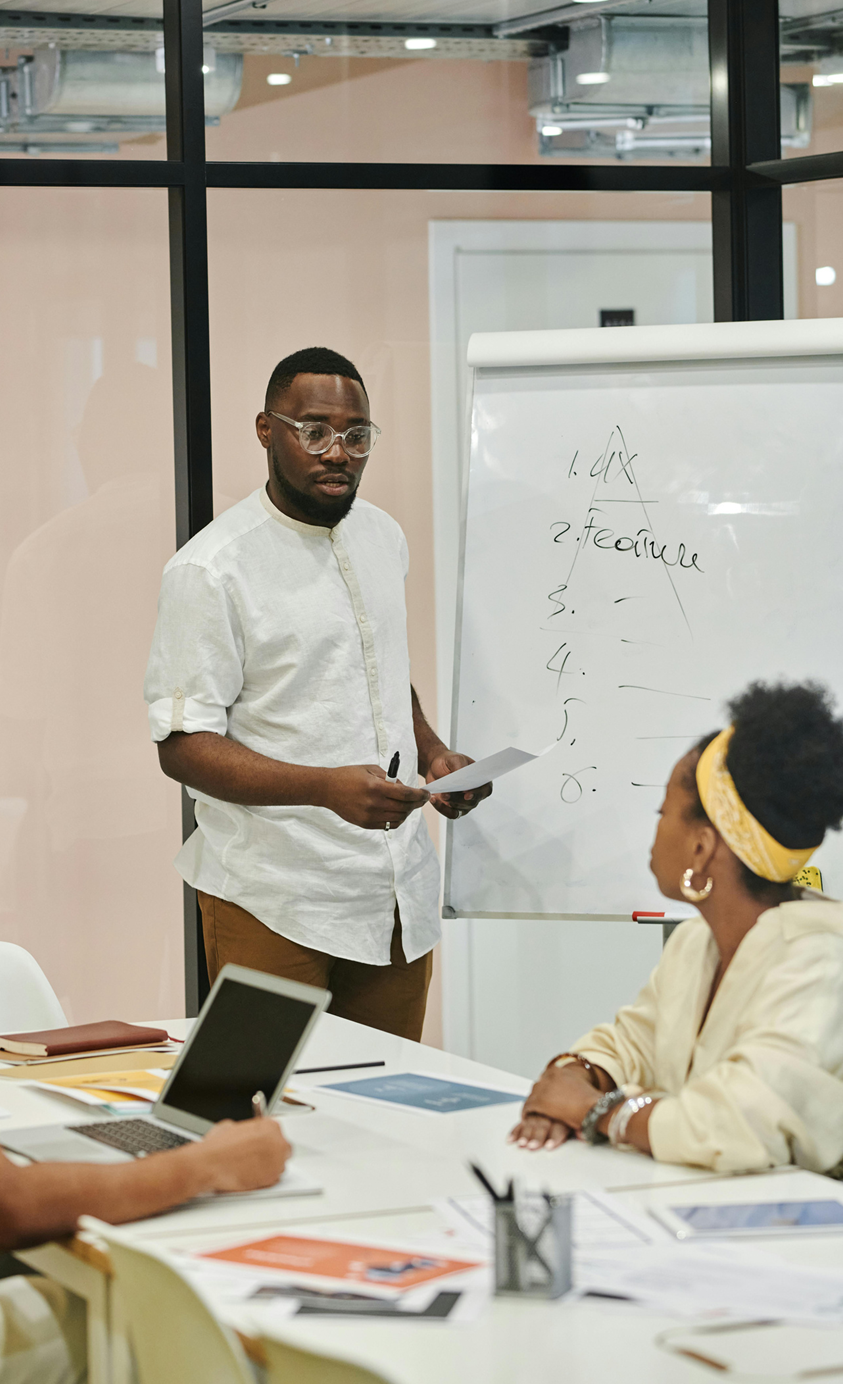 1. UX
2. Feature
3. —
4. —
5. —
6. —